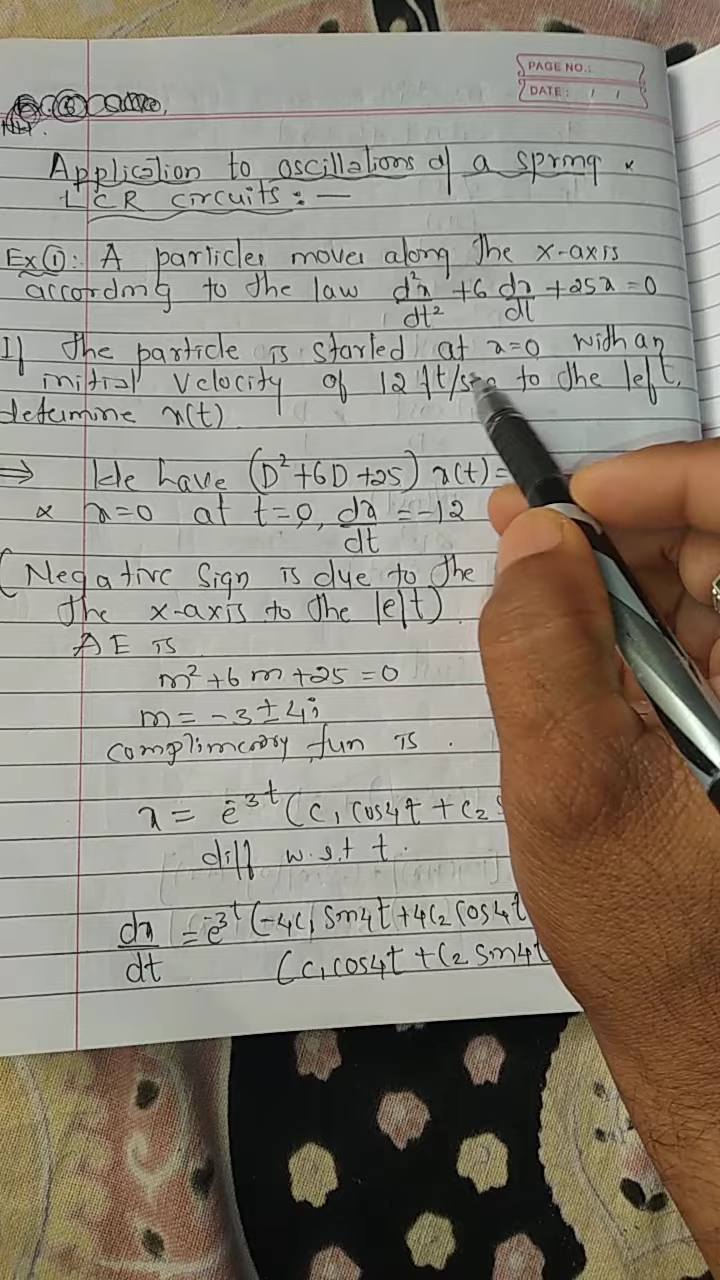 PAGE NO.:
DATE: / /
Application to oscillations of a spring &
LCR circuits: —
Ex ①: A particle moves along the x-axis
according to the law d²x/dt² + 6 dx/dt + 25x = 0
If the particle is started at x=0 with an
initial velocity of 12 ft/sec to the left,
determine x(t)
⇒ We have (D²+6D+25) x(t)=
& x=0 at t=0, dx/dt = -12
(Negative sign is due to the
the x-axis to the left)
AE is
m²+6m+25=0
m=-3±4i
complimentary fun is .
x = e^-3t (c₁ cos4t + c₂
diff w.r.t t.
dx/dt = e^-3t (-4c₁ sin4t + 4c₂ cos4t
(c₁ cos4t + c₂ sin4t